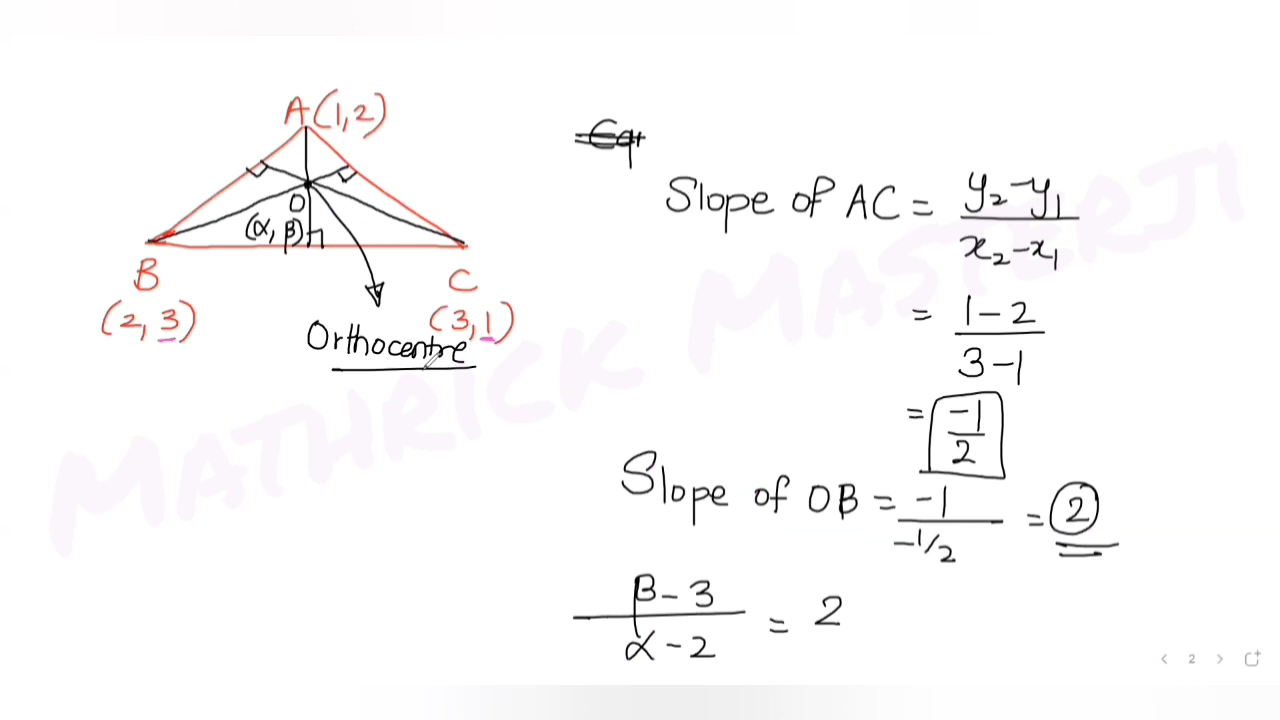 A(1,2)
O
(α, β)
B
C
(2, 3)
(3, 1)
Orthocentre
Eq
Slope of AC = y₂-y₁
x₂-x₁
= 1-2
3-1
= -1
2
Slope of OB = -1 = 2
-1/2
β-3 = 2
α-2
MATHRICK MASTERJI
< 2 >